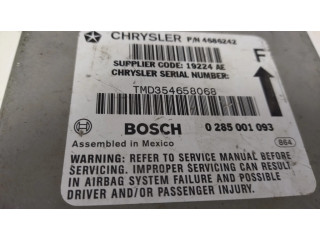 CHRYSLER P/N 4686242
SUPPLIER CODE: 19224 AE
CHRYSLER SERIAL NUMBER:
F
TMD354658068
BOSCH 0 285 001 093
Assembled in Mexico 864
WARNING: REFER TO SERVICE MANUAL BEFORE
SERVICING. IMPROPER SERVICING CAN RESULT
IN AIRBAG SYSTEM FAILURE AND POSSIBLE
DRIVER AND/OR PASSENGER INJURY.